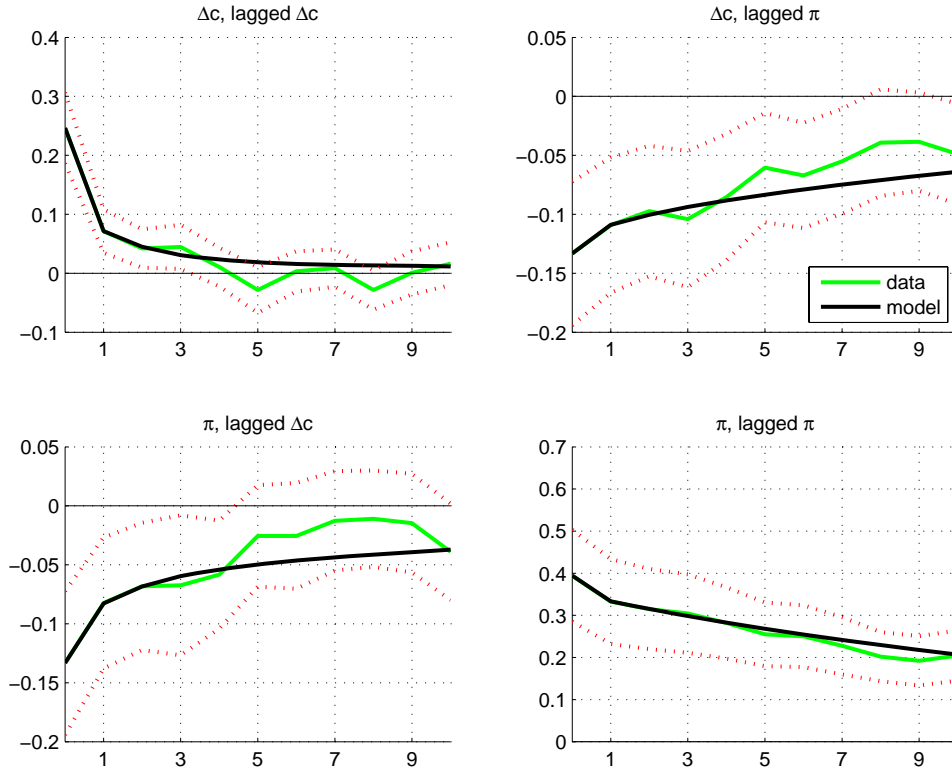 Δc, lagged Δc
0.4
0.3
0.2
0.1
0
−0.1
1 3 5 7 9
Δc, lagged π
0.05
0
−0.05
−0.1
−0.15
−0.2
1 3 5 7 9
data
model
π, lagged Δc
0.05
0
−0.05
−0.1
−0.15
−0.2
1 3 5 7 9
π, lagged π
0.7
0.6
0.5
0.4
0.3
0.2
0.1
0
1 3 5 7 9